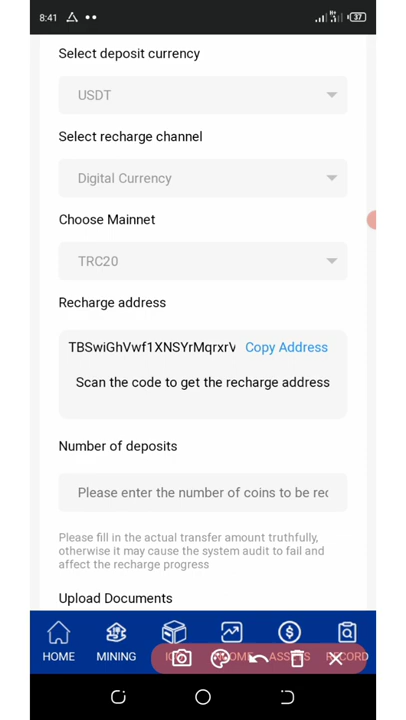 8:41
37
Select deposit currency
USDT
Select recharge channel
Digital Currency
Choose Mainnet
TRC20
Recharge address
TBSwiGhVwf1XNSYrMqrxrV Copy Address
Scan the code to get the recharge address
Number of deposits
Please enter the number of coins to be rec
Please fill in the actual transfer amount truthfully,
otherwise it may cause the system audit to fail and
affect the recharge progress
Upload Documents
HOME MINING